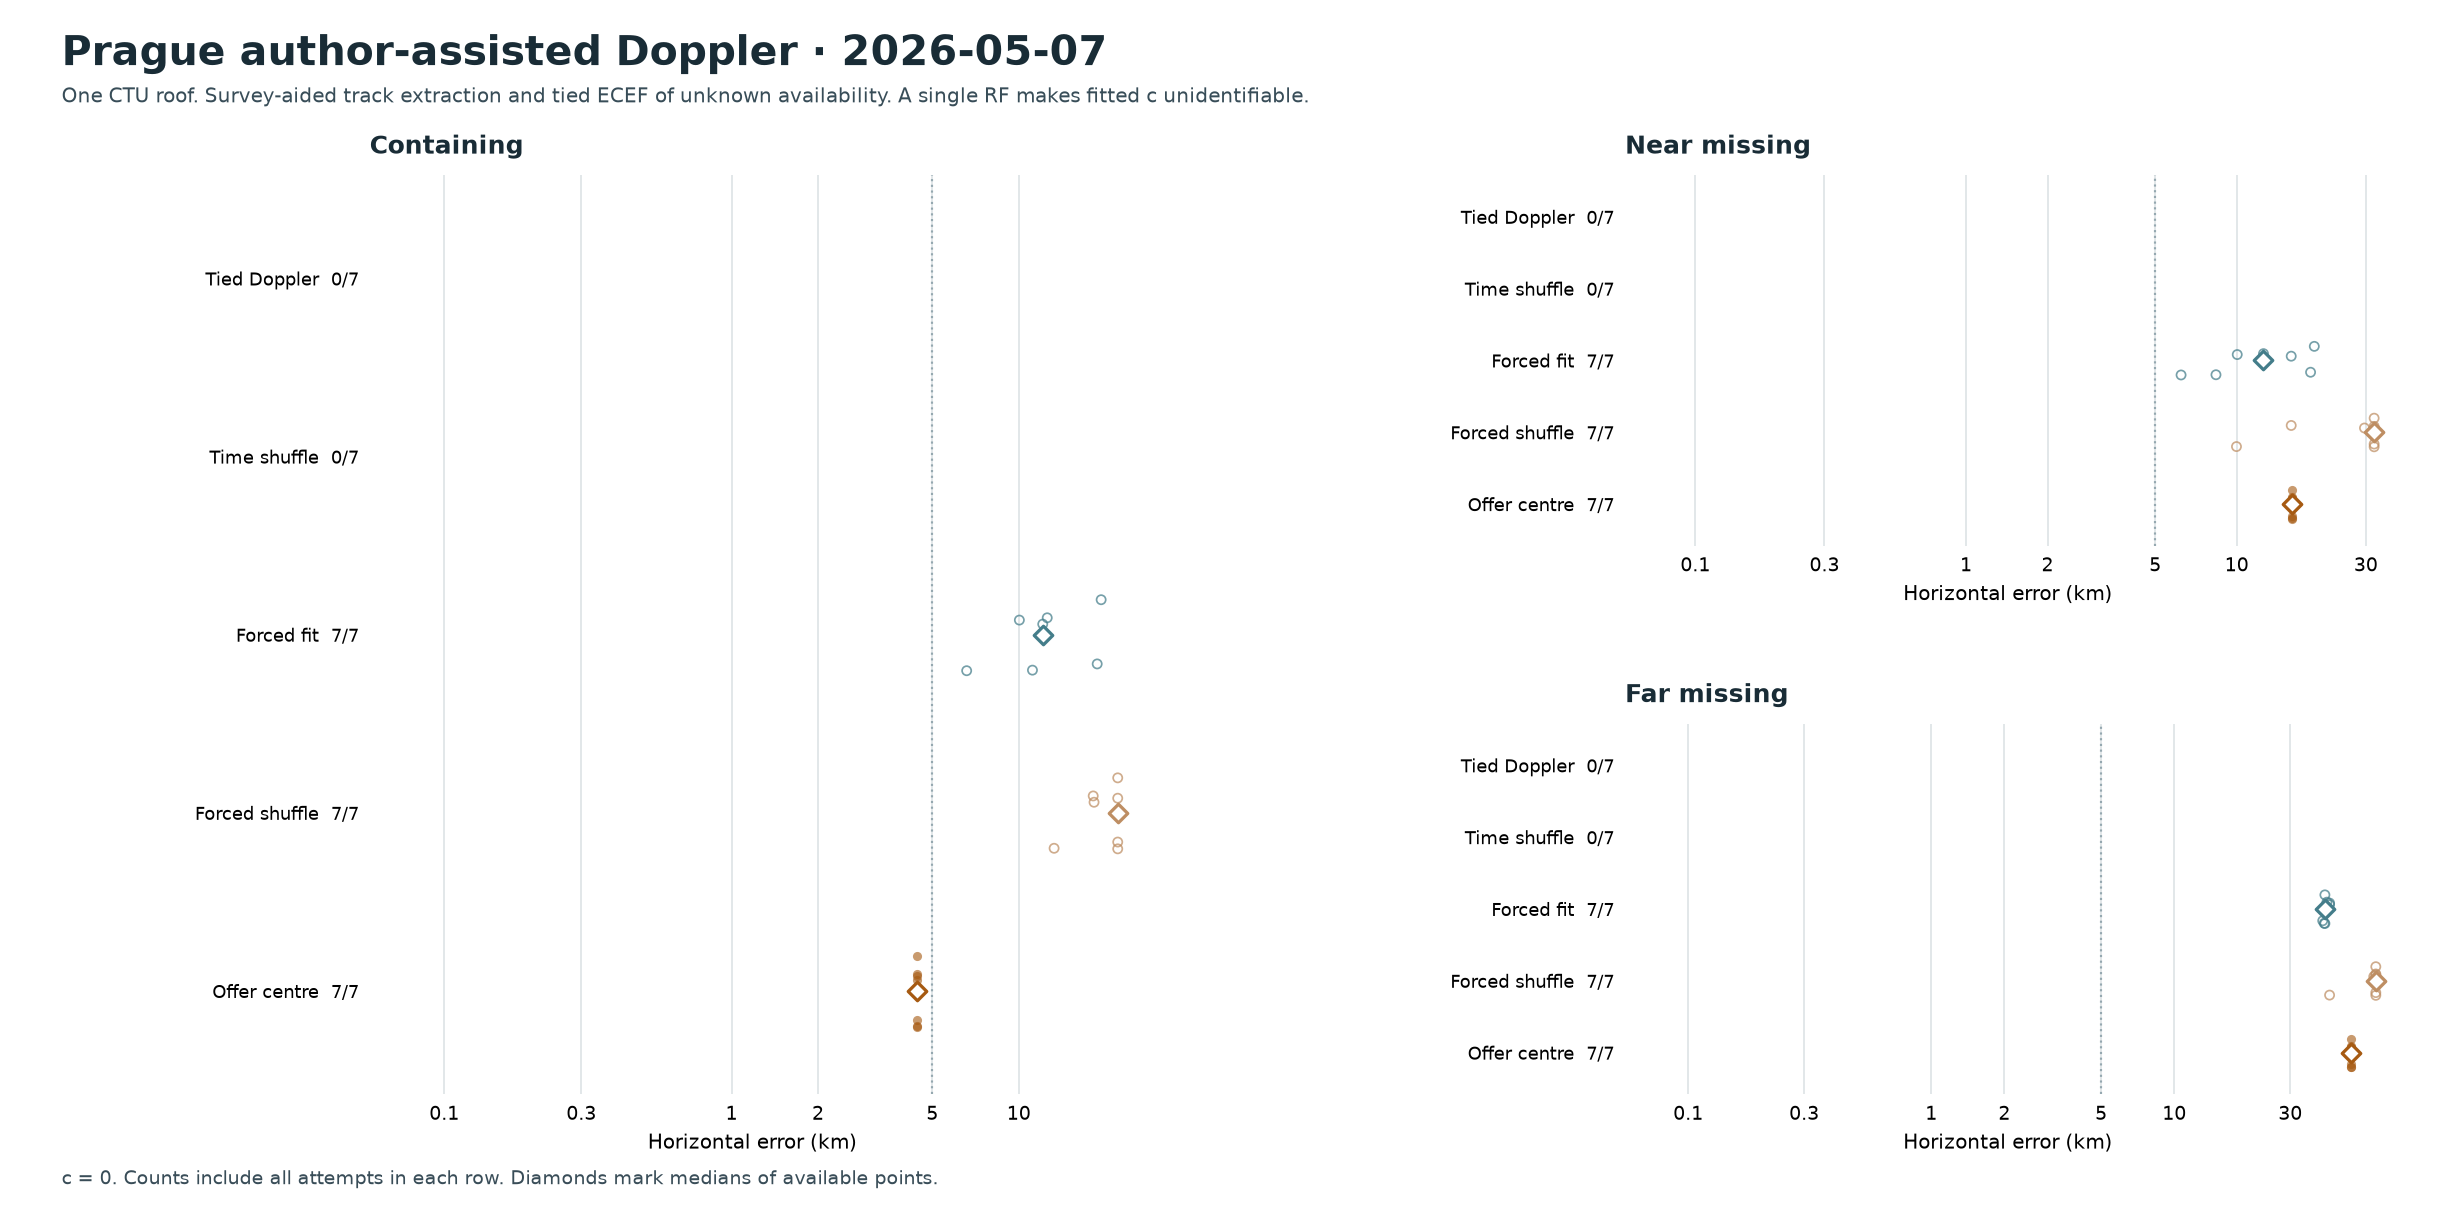 Prague author-assisted Doppler · 2026-05-07
One CTU roof. Survey-aided track extraction and tied ECEF of unknown availability. A single RF makes fitted c unidentifiable.
Containing
Tied Doppler 0/7
Time shuffle 0/7
Forced fit 7/7
Forced shuffle 7/7
Offer centre 7/7
0.1 0.3 1 2 5 10
Horizontal error (km)
Near missing
Tied Doppler 0/7
Time shuffle 0/7
Forced fit 7/7
Forced shuffle 7/7
Offer centre 7/7
0.1 0.3 1 2 5 10 30
Horizontal error (km)
Far missing
Tied Doppler 0/7
Time shuffle 0/7
Forced fit 7/7
Forced shuffle 7/7
Offer centre 7/7
0.1 0.3 1 2 5 10 30
Horizontal error (km)
c = 0. Counts include all attempts in each row. Diamonds mark medians of available points.